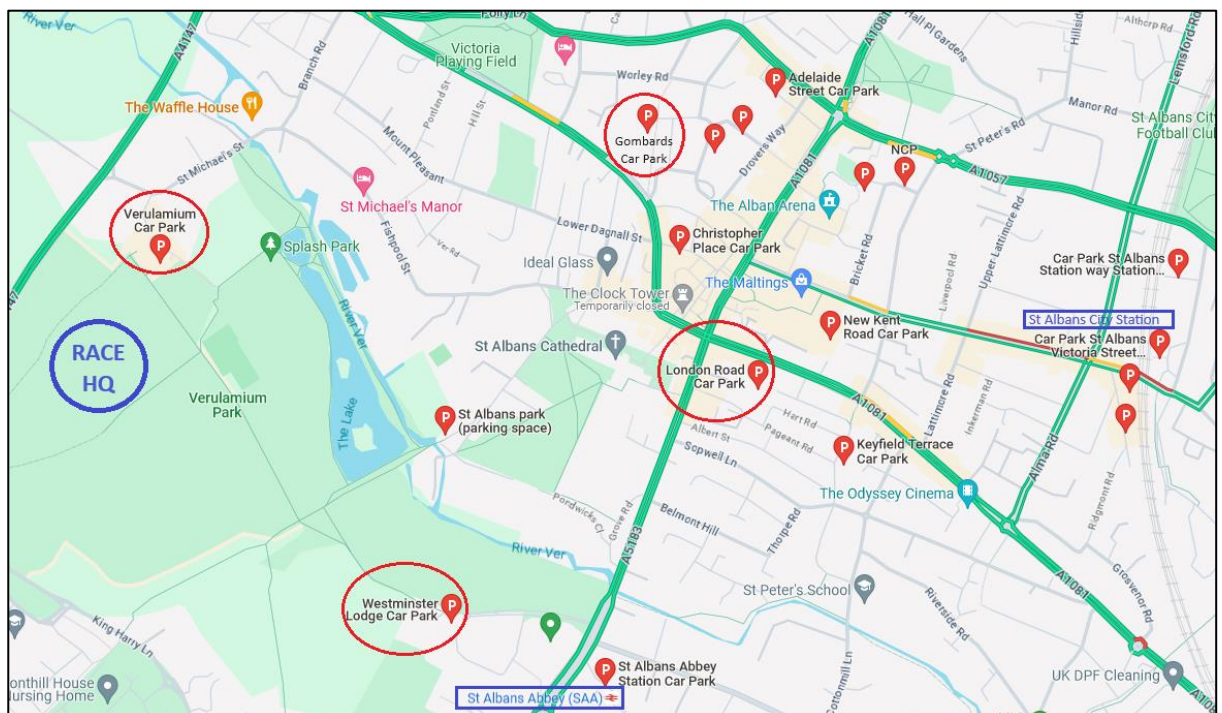 River Ver
A4147
Branch Rd
Folly Ln
Victoria
Playing Field
Worley Rd
A1081
Hall Pl Gardens
Hillside
Althorp Rd
Lemsford Rd
Adelaide
Street Car Park
Manor Rd
St Albans City
Football Club
The Waffle House
Portland St
Hill St
Gombards
Car Park
Drovers Way
St Peter's Rd
NCP
A1057
St Michael's St
Mount Pleasant
A1081
Verulamium
Car Park
St Michael's Manor
The Alban Arena
Upper Lattimore Rd
Lower Dagnall St
Christopher
Place Car Park
Bricket Rd
Splash Park
Fishpool St
Ver Rd
Ideal Glass
Liverpool Rd
Car Park St Albans
Station way Station...
The Maltings
The Clock Tower
Temporarily closed
River Ver
RACE
HQ
New Kent
Road Car Park
St Albans City Station
Car Park St Albans
Victoria Street...
St Albans Cathedral
London Road
Car Park
Verulamium
Park
The Lake
A1081
Lattimore Rd
Inkerman Rd
St Albans park
(parking space)
Hart Rd
Pageant Rd
Albert St
Sopwell Ln
Keyfield Terrace
Car Park
Alma Rd
The Odyssey Cinema
Ridgmont Rd
Pondwicks Cl
Grove Rd
Belmont Hill
Thorpe Rd
A5183
River Ver
A1081
Grosvenor Rd
Westminster
Lodge Car Park
St Peter's School
Riverside Rd
King Harry Ln
Cottonmill Ln
St Albans Abbey
Station Car Park
UK DPF Cleaning
onthill House
ursing Home
St Albans Abbey (SAA)